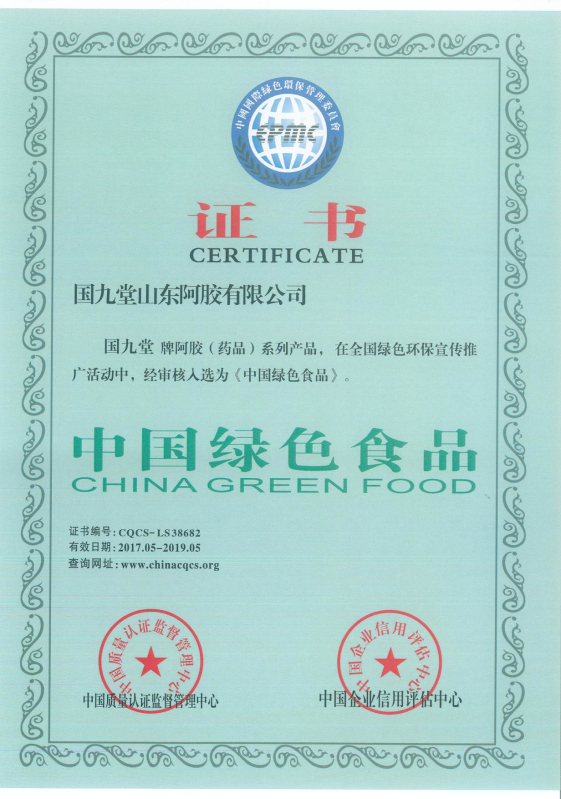 中國國際綠色環保管理委員會
EPMC
证 书
CERTIFICATE
国九堂山东阿胶有限公司
国九堂 牌阿胶（药品）系列产品，在全国绿色环保宣传推
广活动中，经审核入选为《中国绿色食品》。
中国绿色食品
CHINA GREEN FOOD
证书编号：CQCS-LS38682
有效日期：2017.05-2019.05
查询网址：www.chinacqcs.org
中国质量认证监督管理中心
中国质量认证监督管理中心
中国企业信用评估中心
中国企业信用评估中心